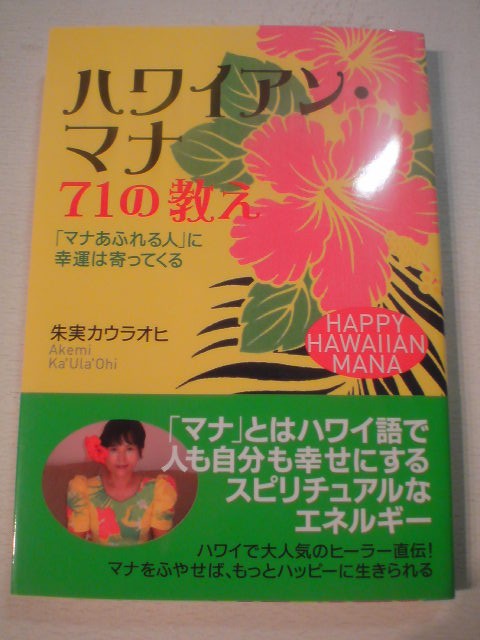 ハワイアン・
マナ
71の教え
「マナあふれる人」に
幸運は寄ってくる
朱実カウラオヒ
Akemi
Ka'Ula'Ohi
HAPPY
HAWAIIAN
MANA
「マナ」とはハワイ語で
人も自分も幸せにする
スピリチュアルな
エネルギー
ハワイで大人気のヒーラー直伝!
マナをふやせば、もっとハッピーに生きられる